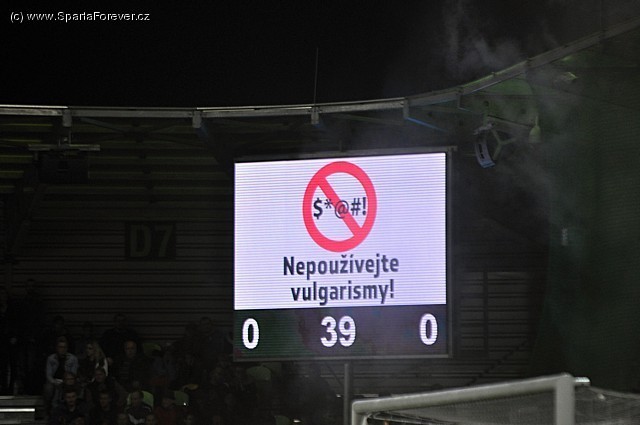 (c) www.SpartaForever.cz
D7
$*@#!
Nepoužívejte
vulgarismy!
0 39 0